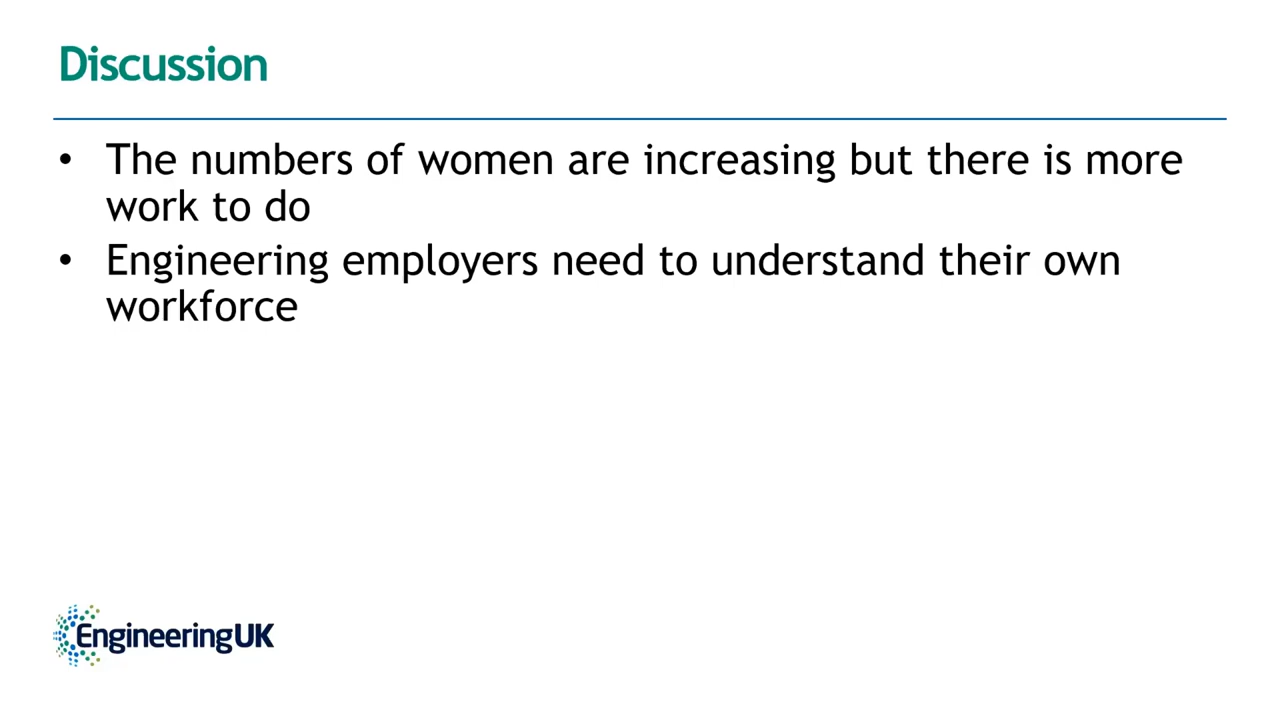 Discussion
• The numbers of women are increasing but there is more
work to do
• Engineering employers need to understand their own
workforce
EngineeringUK